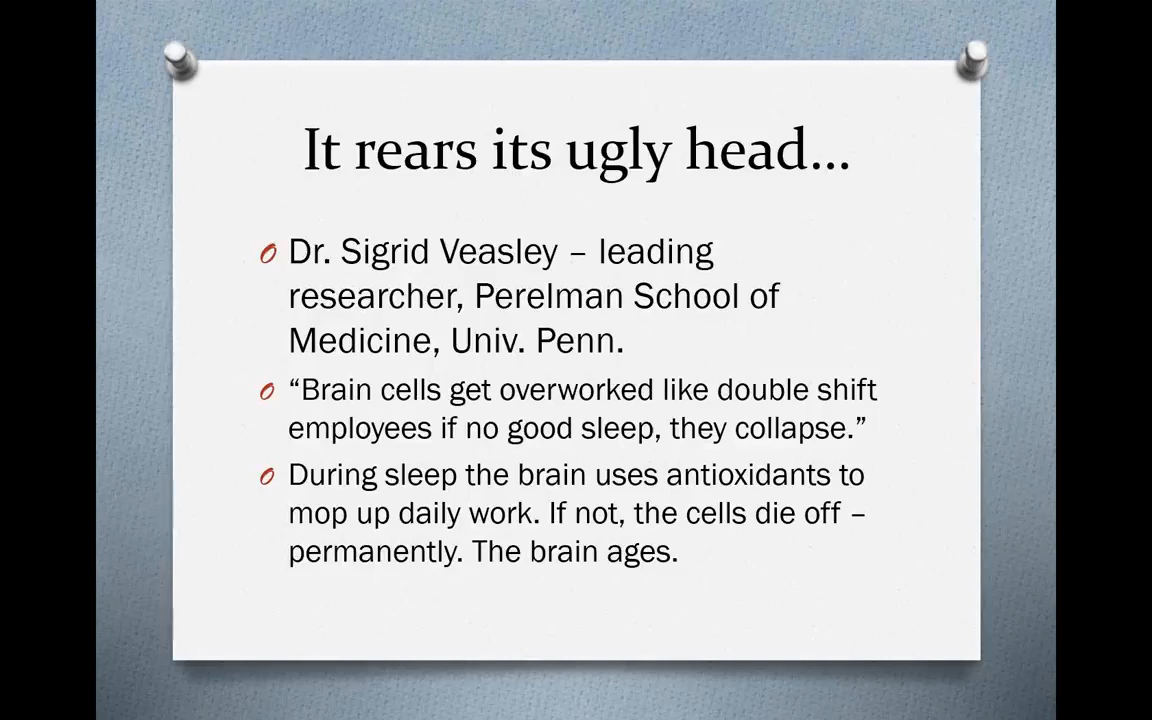 It rears its ugly head...
Dr. Sigrid Veasley – leading
researcher, Perelman School of
Medicine, Univ. Penn.
“Brain cells get overworked like double shift
employees if no good sleep, they collapse.”
During sleep the brain uses antioxidants to
mop up daily work. If not, the cells die off –
permanently. The brain ages.